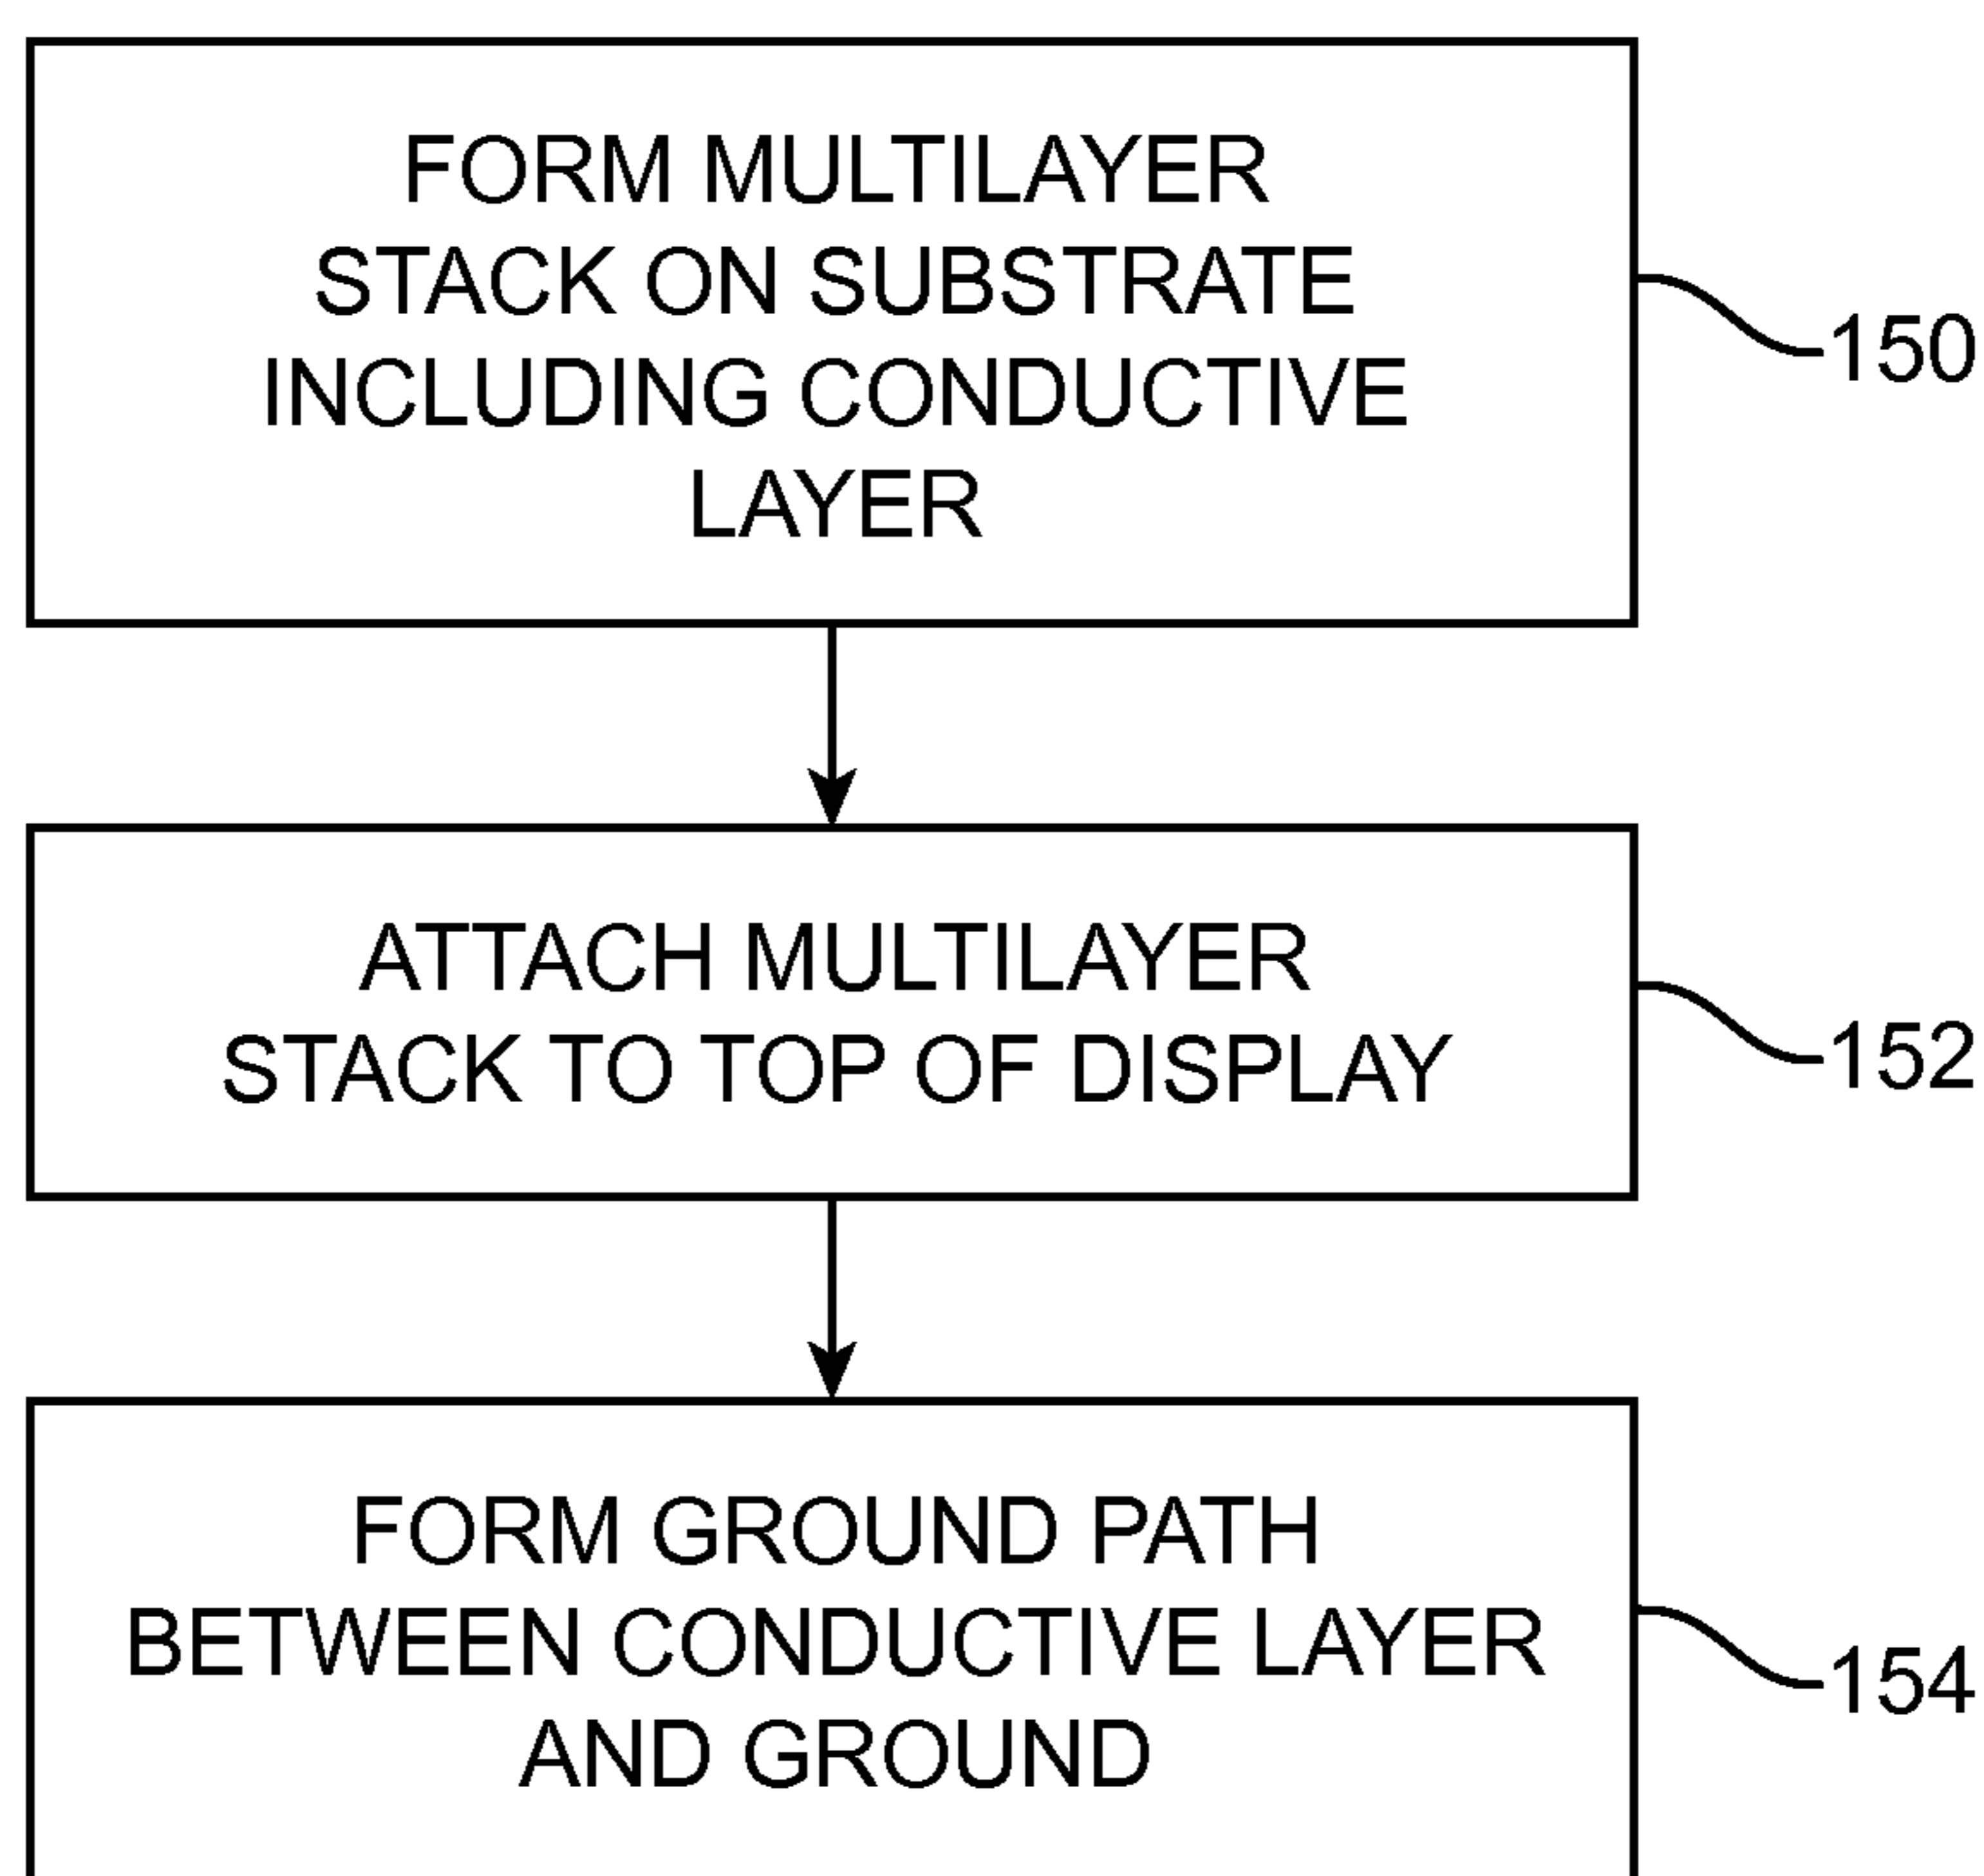 FORM MULTILAYER
STACK ON SUBSTRATE
INCLUDING CONDUCTIVE
LAYER
150
ATTACH MULTILAYER
STACK TO TOP OF DISPLAY
152
FORM GROUND PATH
BETWEEN CONDUCTIVE LAYER
AND GROUND
154